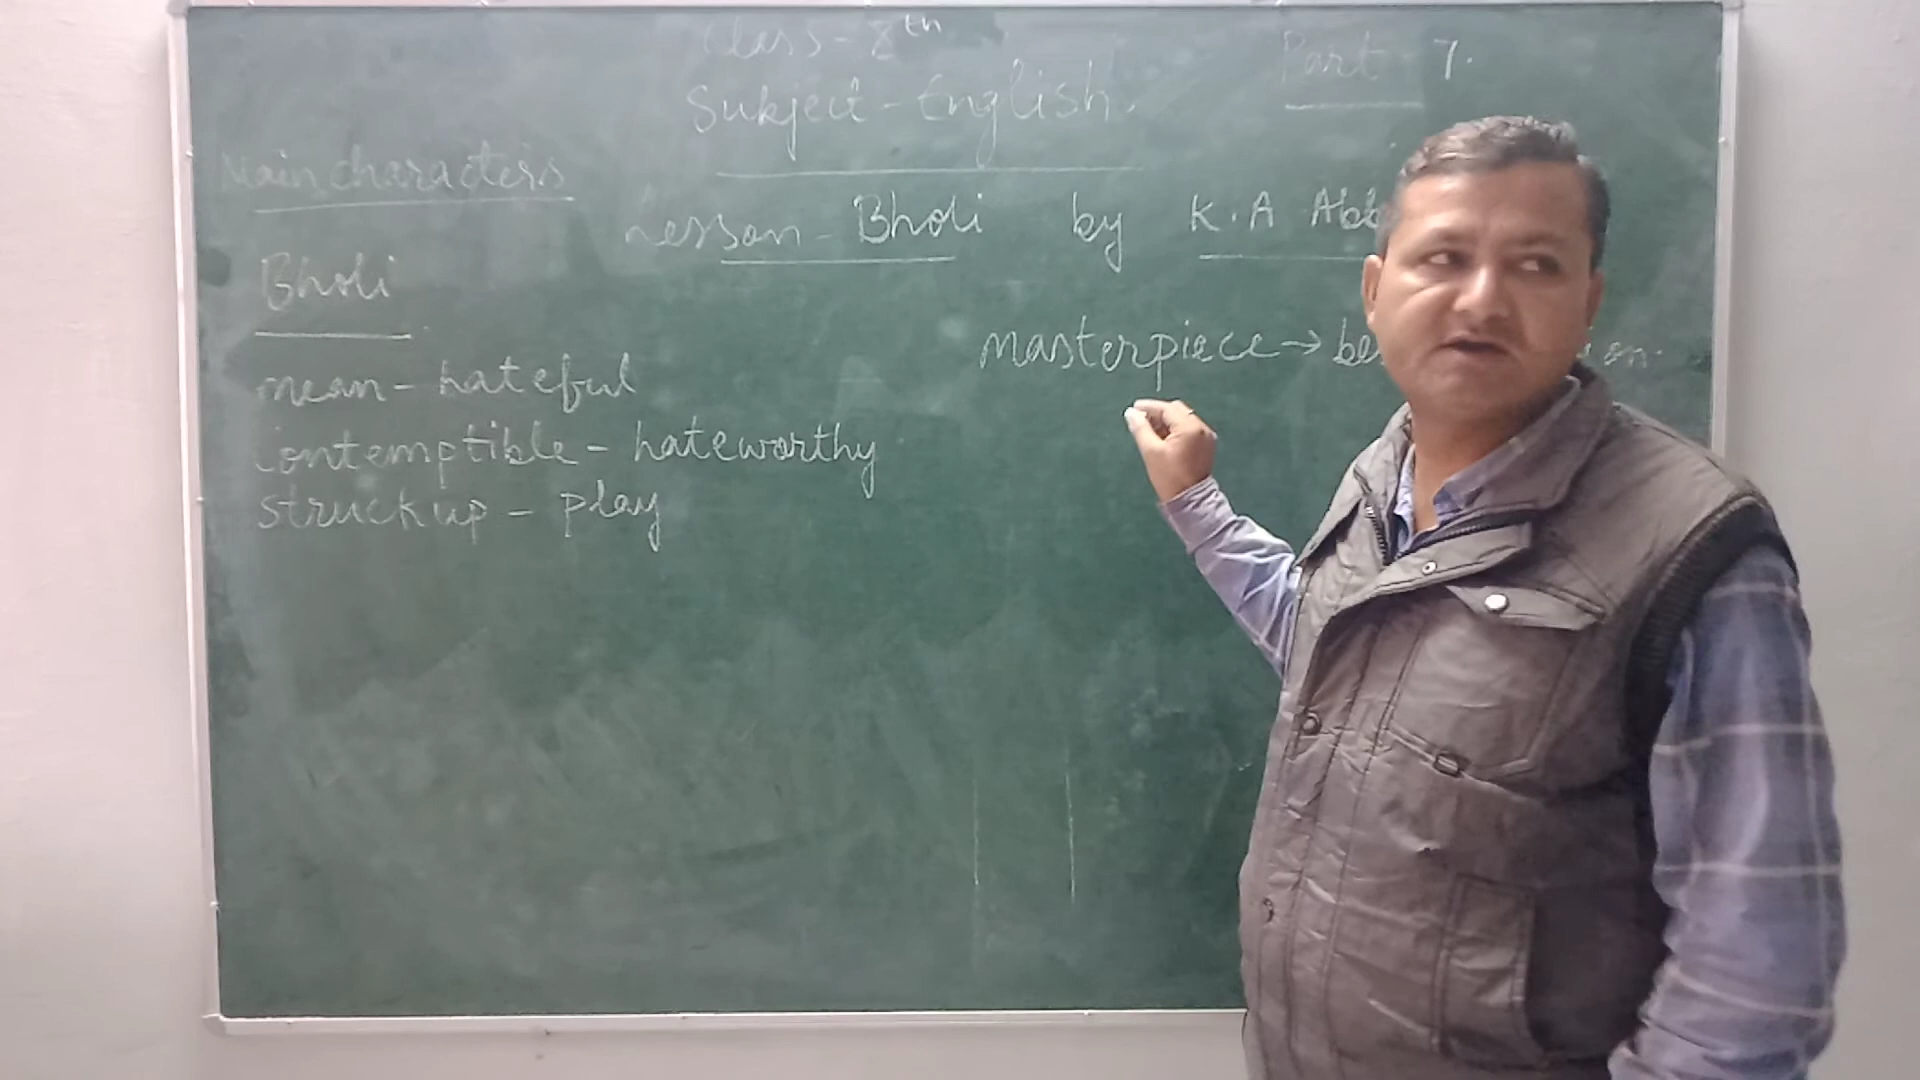 Class - 8th
Part 7.
Subject - English.
Main characters
Lesson - Bholi by K.A
Bholi
masterpiece →
mean - hateful
contemptible - hateworthy
struck up - play